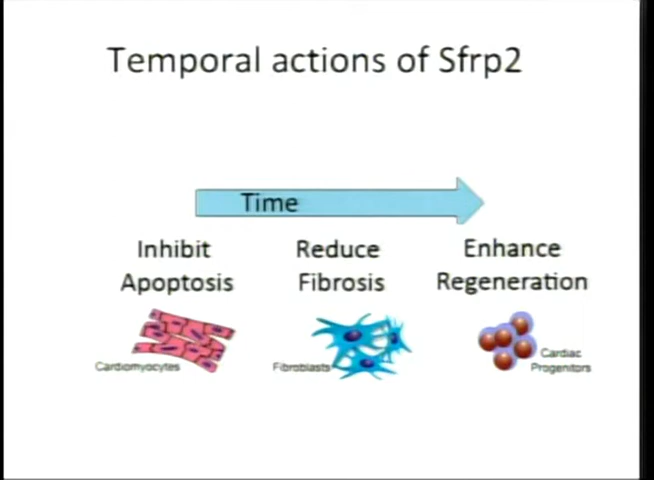 Temporal actions of Sfrp2
Time
Inhibit
Apoptosis
Reduce
Fibrosis
Enhance
Regeneration
Cardiomyocytes
Fibroblasts
Cardiac
Progenitors